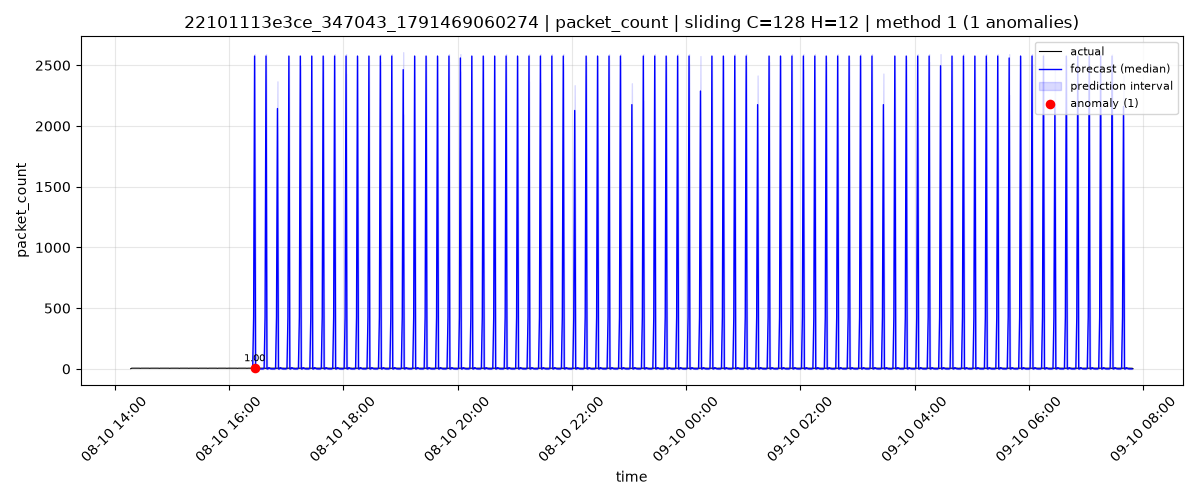 22101113e3ce_347043_1791469060274 | packet_count | sliding C=128 H=12 | method 1 (1 anomalies)
actual
forecast (median)
prediction interval
anomaly (1)
packet_count
2500
2000
1500
1000
500
0
1.00
08-10 14:00
08-10 16:00
08-10 18:00
08-10 20:00
08-10 22:00
09-10 00:00
09-10 02:00
09-10 04:00
09-10 06:00
09-10 08:00
time